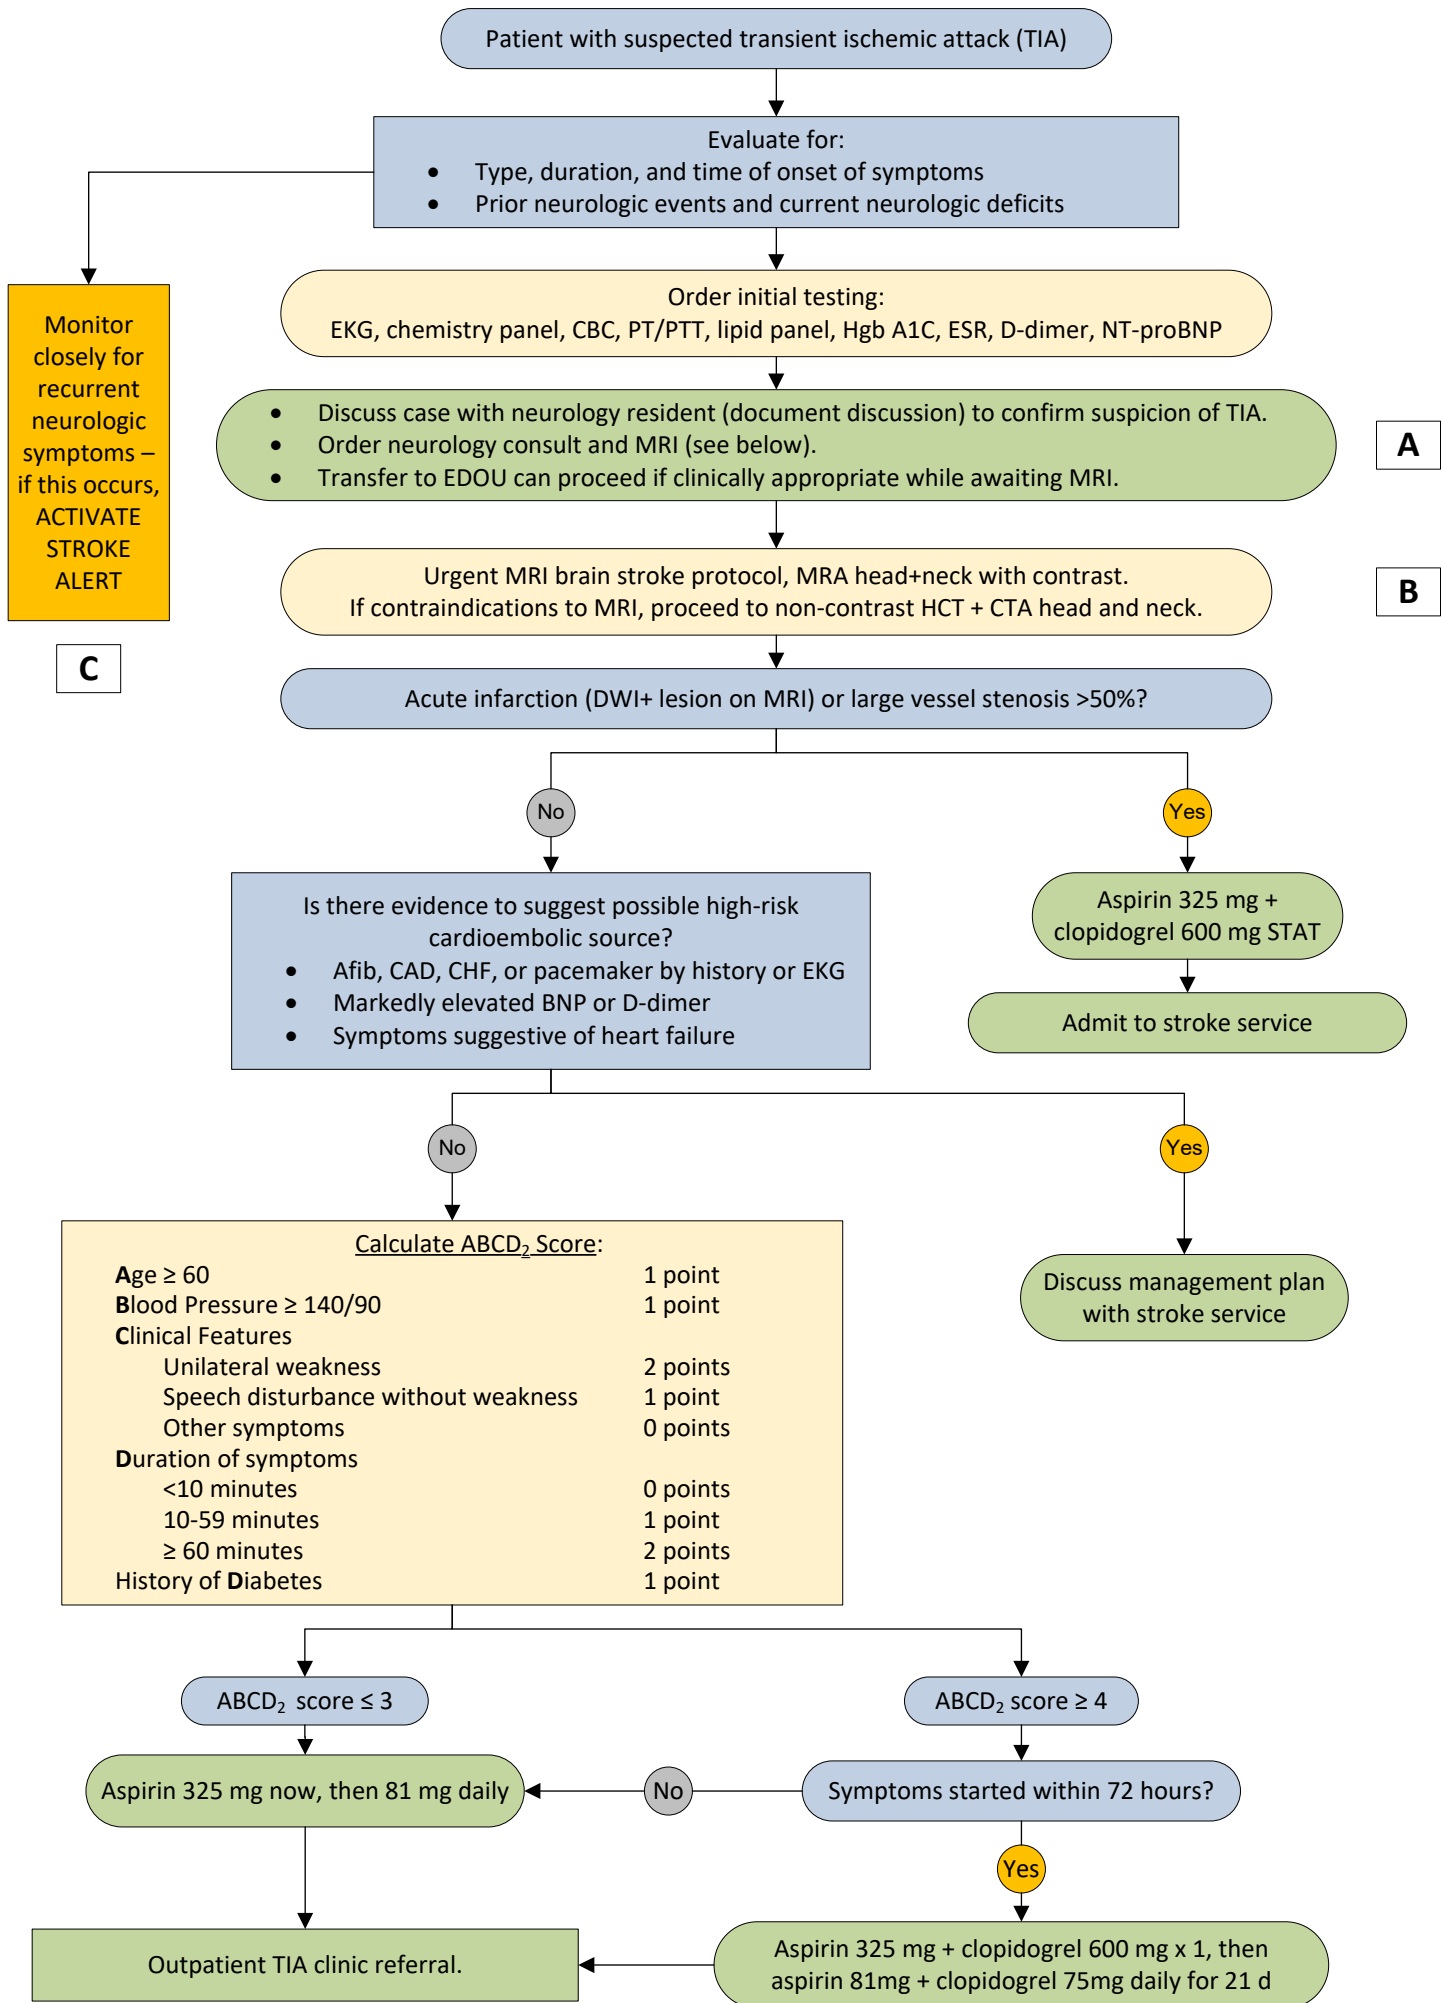 Patient with suspected transient ischemic attack (TIA)
Evaluate for:
• Type, duration, and time of onset of symptoms
• Prior neurologic events and current neurologic deficits
Monitor
closely for
recurrent
neurologic
symptoms –
if this occurs,
ACTIVATE
STROKE
ALERT
C
Order initial testing:
EKG, chemistry panel, CBC, PT/PTT, lipid panel, Hgb A1C, ESR, D-dimer, NT-proBNP
• Discuss case with neurology resident (document discussion) to confirm suspicion of TIA.
• Order neurology consult and MRI (see below).
• Transfer to EDOU can proceed if clinically appropriate while awaiting MRI.
A
Urgent MRI brain stroke protocol, MRA head+neck with contrast.
If contraindications to MRI, proceed to non-contrast HCT + CTA head and neck.
B
Acute infarction (DWI+ lesion on MRI) or large vessel stenosis >50%?
No
Yes
Is there evidence to suggest possible high-risk
cardioembolic source?
• Afib, CAD, CHF, or pacemaker by history or EKG
• Markedly elevated BNP or D-dimer
• Symptoms suggestive of heart failure
Aspirin 325 mg +
clopidogrel 600 mg STAT
Admit to stroke service
No
Yes
Calculate ABCD₂ Score:
Age ≥ 60 1 point
Blood Pressure ≥ 140/90 1 point
Clinical Features
Unilateral weakness 2 points
Speech disturbance without weakness 1 point
Other symptoms 0 points
Duration of symptoms
<10 minutes 0 points
10-59 minutes 1 point
≥ 60 minutes 2 points
History of Diabetes 1 point
Discuss management plan
with stroke service
ABCD₂ score ≤ 3
ABCD₂ score ≥ 4
Aspirin 325 mg now, then 81 mg daily
No
Symptoms started within 72 hours?
Yes
Outpatient TIA clinic referral.
Aspirin 325 mg + clopidogrel 600 mg x 1, then
aspirin 81mg + clopidogrel 75mg daily for 21 d